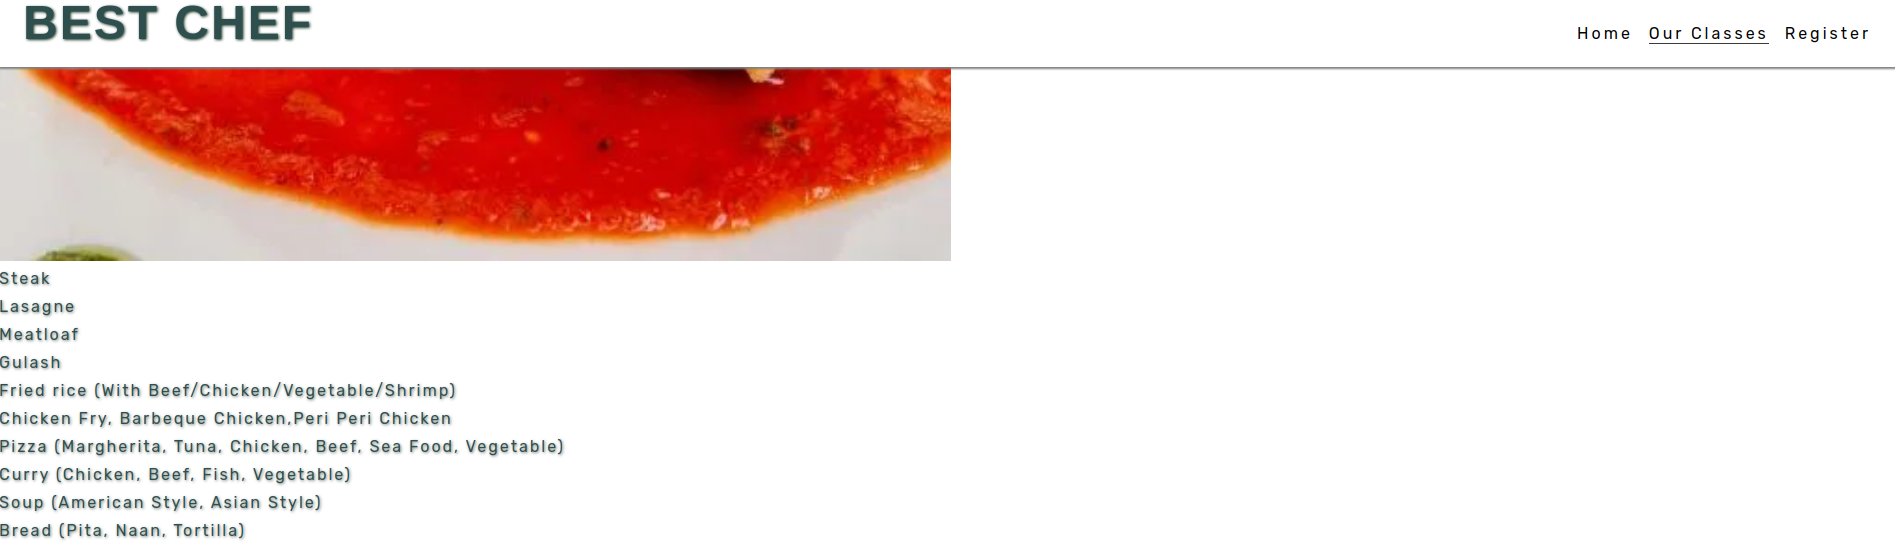 BEST CHEF
Home Our Classes Register
Steak
Lasagne
Meatloaf
Gulash
Fried rice (With Beef/Chicken/Vegetable/Shrimp)
Chicken Fry, Barbeque Chicken,Peri Peri Chicken
Pizza (Margherita, Tuna, Chicken, Beef, Sea Food, Vegetable)
Curry (Chicken, Beef, Fish, Vegetable)
Soup (American Style, Asian Style)
Bread (Pita, Naan, Tortilla)